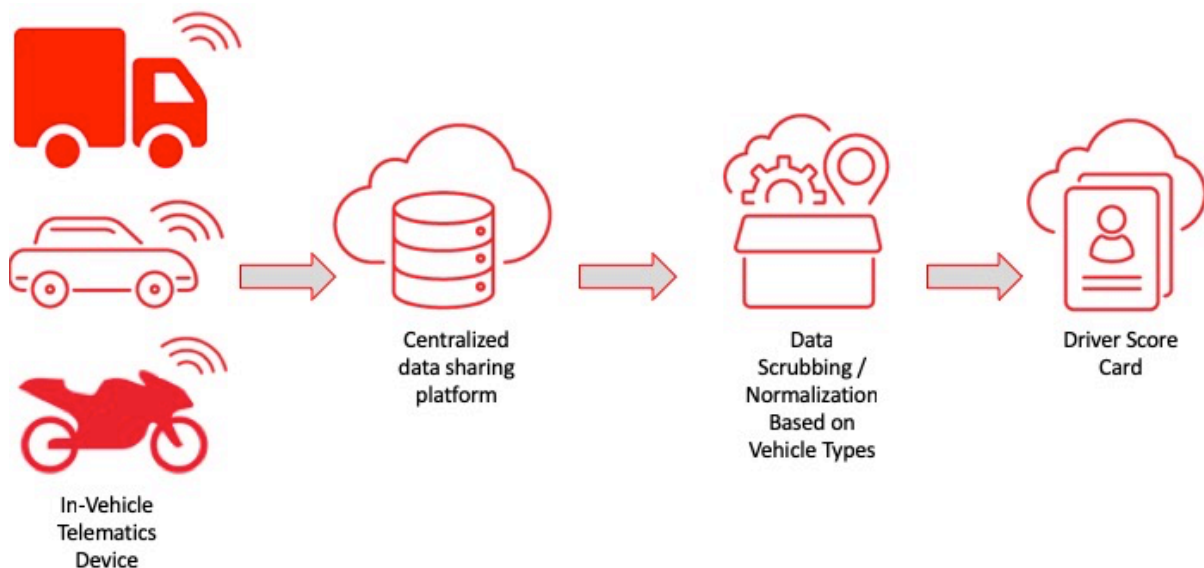 In-Vehicle
Telematics
Device
Centralized
data sharing
platform
Data
Scrubbing /
Normalization
Based on
Vehicle Types
Driver Score
Card